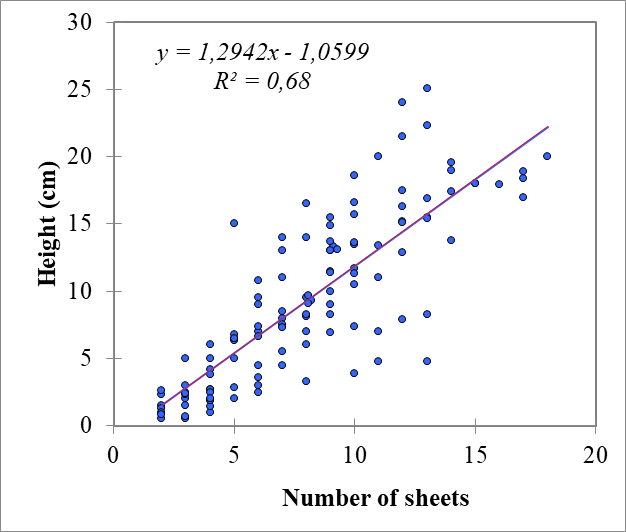 30
y = 1,2942x - 1,0599
R² = 0,68
25
20
15
10
5
0
Height (cm)
0 5 10 15 20
Number of sheets